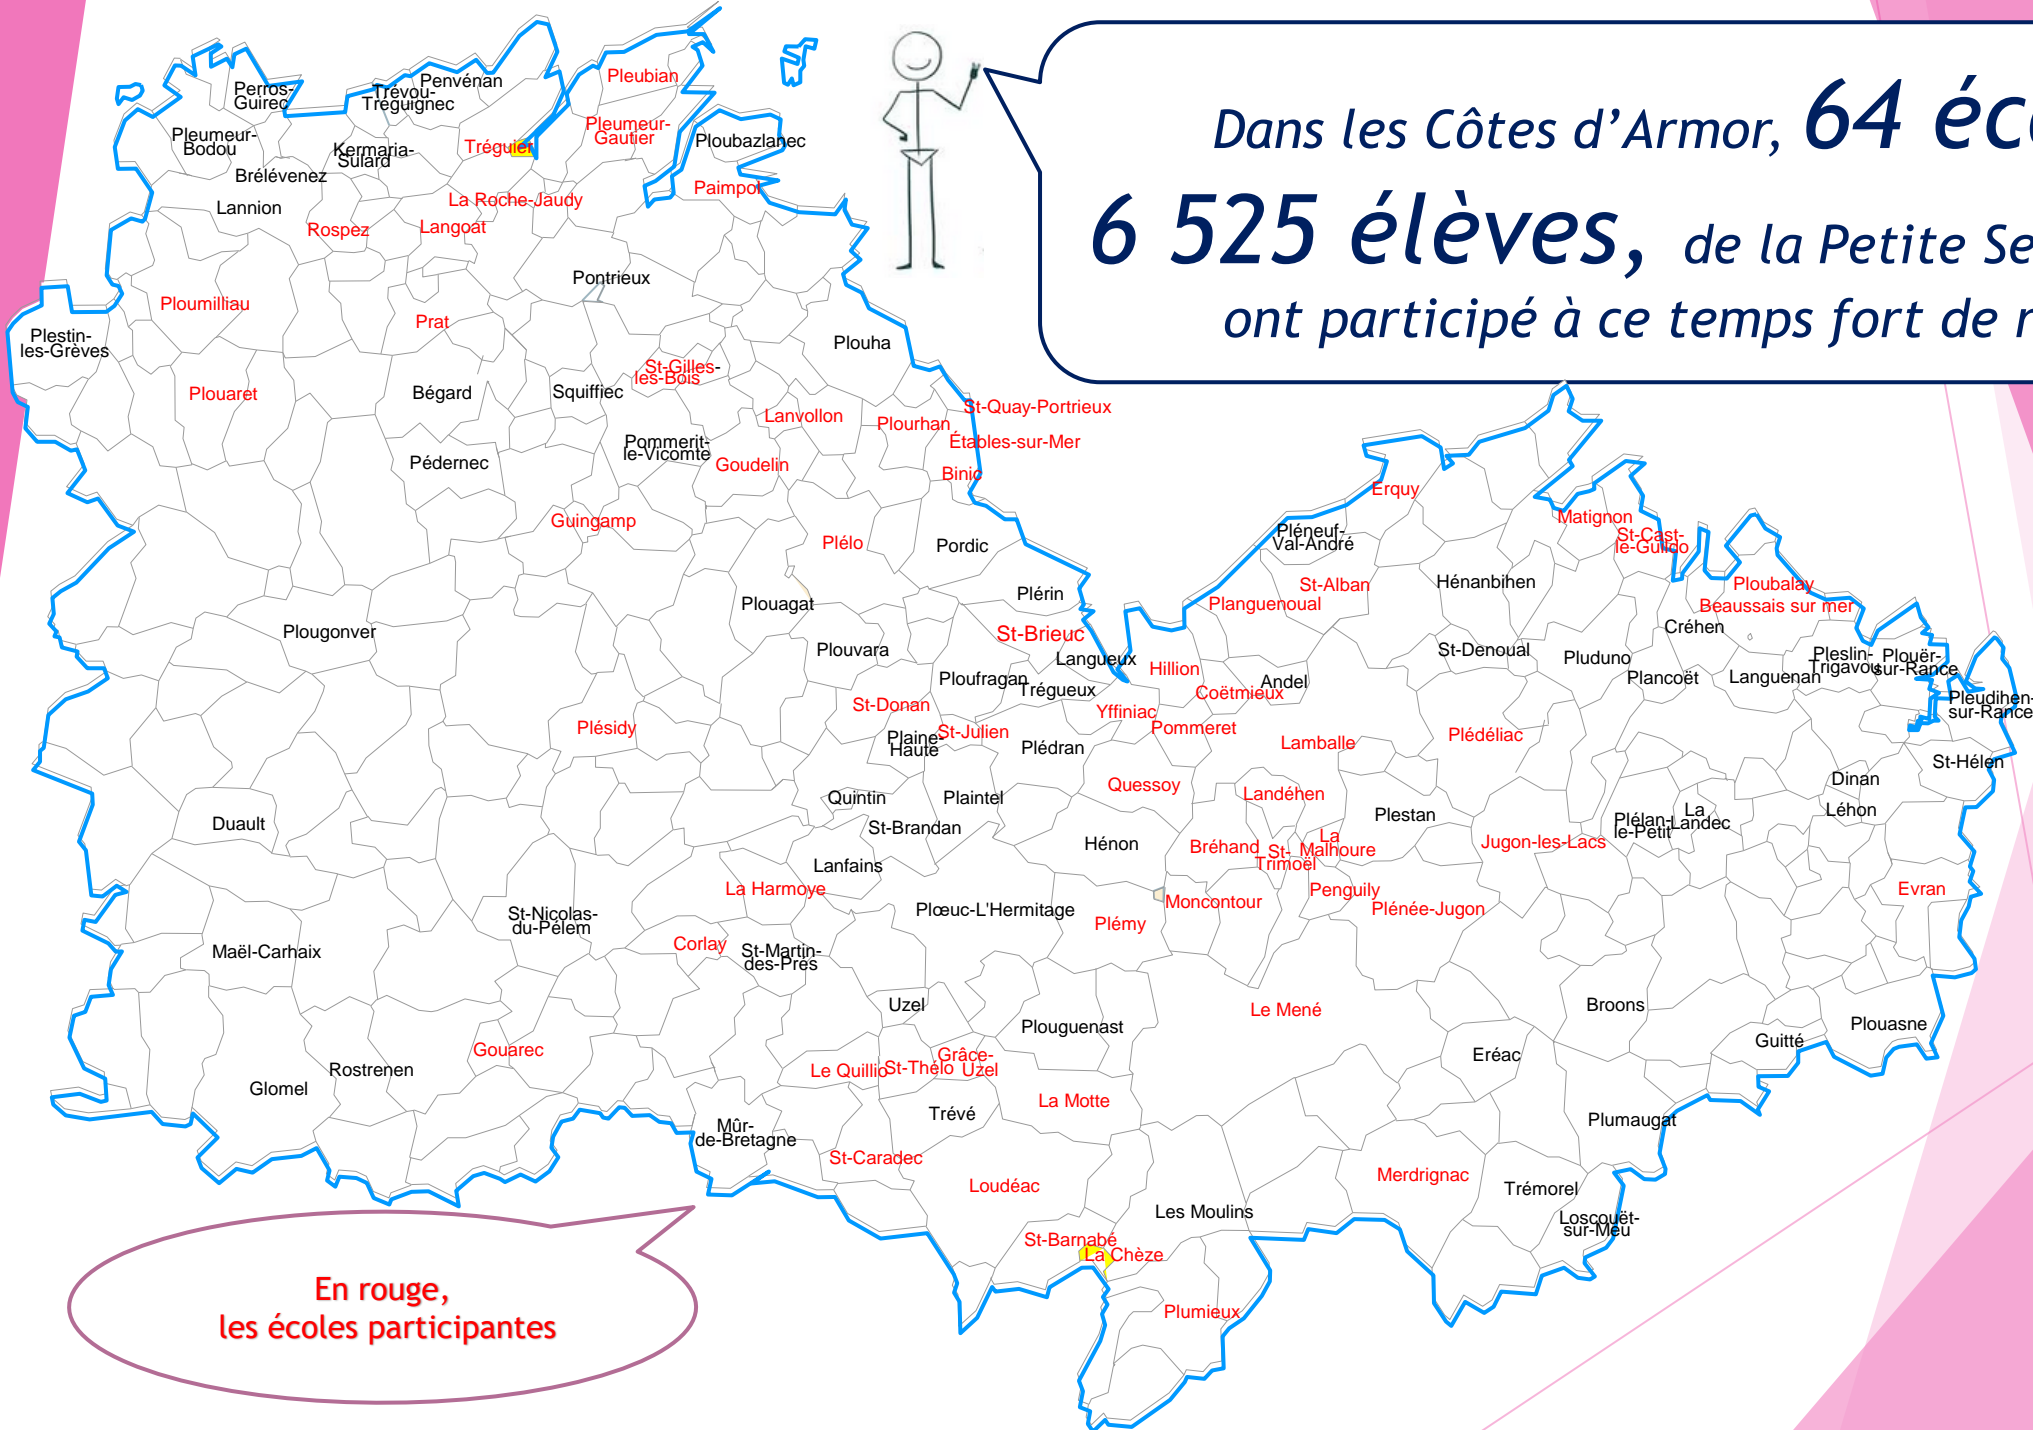 Dans les Côtes d’Armor, 64 éc
6 525 élèves, de la Petite Se
ont participé à ce temps fort de r
Pleubian
Penvénan
Perros-
Guirec
Trévou-
Tréguignec
Pleumeur-
Gautier
Pleumeur-
Bodou
Ploubazlanec
Tréguier
Kermaria-
Sulard
Brélévenez
Paimpol
La Roche-Jaudy
Lannion
Rospez
Langoat
Pontrieux
Ploumilliau
Prat
Plestin-
les-Grèves
Plouha
St-Gilles-
les-Bois
Plouaret
Bégard
Squiffiec
Lanvollon
Plourhan
St-Quay-Portrieux
Étables-sur-Mer
Pommerit-
le-Vicomte
Pédernec
Goudelin
Binic
Erquy
Guingamp
Matignon
St-Cast-
le-Guildo
Pléneuf-
Val-André
Plélo
Pordic
St-Alban
Hénanbihen
Ploubalay
Beaussais sur mer
Plérin
Plouagat
Planguenoual
Créhen
Plougonver
St-Brieuc
Plouvara
Langueux
St-Denoual
Pluduno
Pleslin-
Trigavou
Plouër-
sur-Rance
Hillion
Ploufragan
Trégueux
Coëtmieux
Andel
Plancoët
Languenan
Pleudihen-
sur-Rance
St-Donan
Yffiniac
Pommeret
Plésidy
Plaine-
Haute
St-Julien
Plédran
Lamballe
Plédéliac
St-Hélen
Quessoy
Landéhen
Dinan
Quintin
Plaintel
Duault
St-Brandan
Plestan
Plélan-
le-Petit
La
Landec
Léhon
Hénon
Bréhand
St-
Trimoël
La
Malhoure
Jugon-les-Lacs
Lanfains
La Harmoye
Penguily
Evran
St-Nicolas-
du-Pélem
Plœuc-L'Hermitage
Moncontour
Plénée-Jugon
Plémy
Corlay
Maël-Carhaix
St-Martin-
des-Prés
Uzel
Le Mené
Broons
Plouguenast
Plouasne
Guitté
Gouarec
Grâce-
Uzel
Eréac
Rostrenen
Le Quillio
St-Thélo
Glomel
La Motte
Trévé
Plumaugat
Mûr-
de-Bretagne
St-Caradec
Merdrignac
Loudéac
Trémorel
Les Moulins
Loscouët-
sur-Meu
St-Barnabé
La Chèze
Plumieux
En rouge,
les écoles participantes